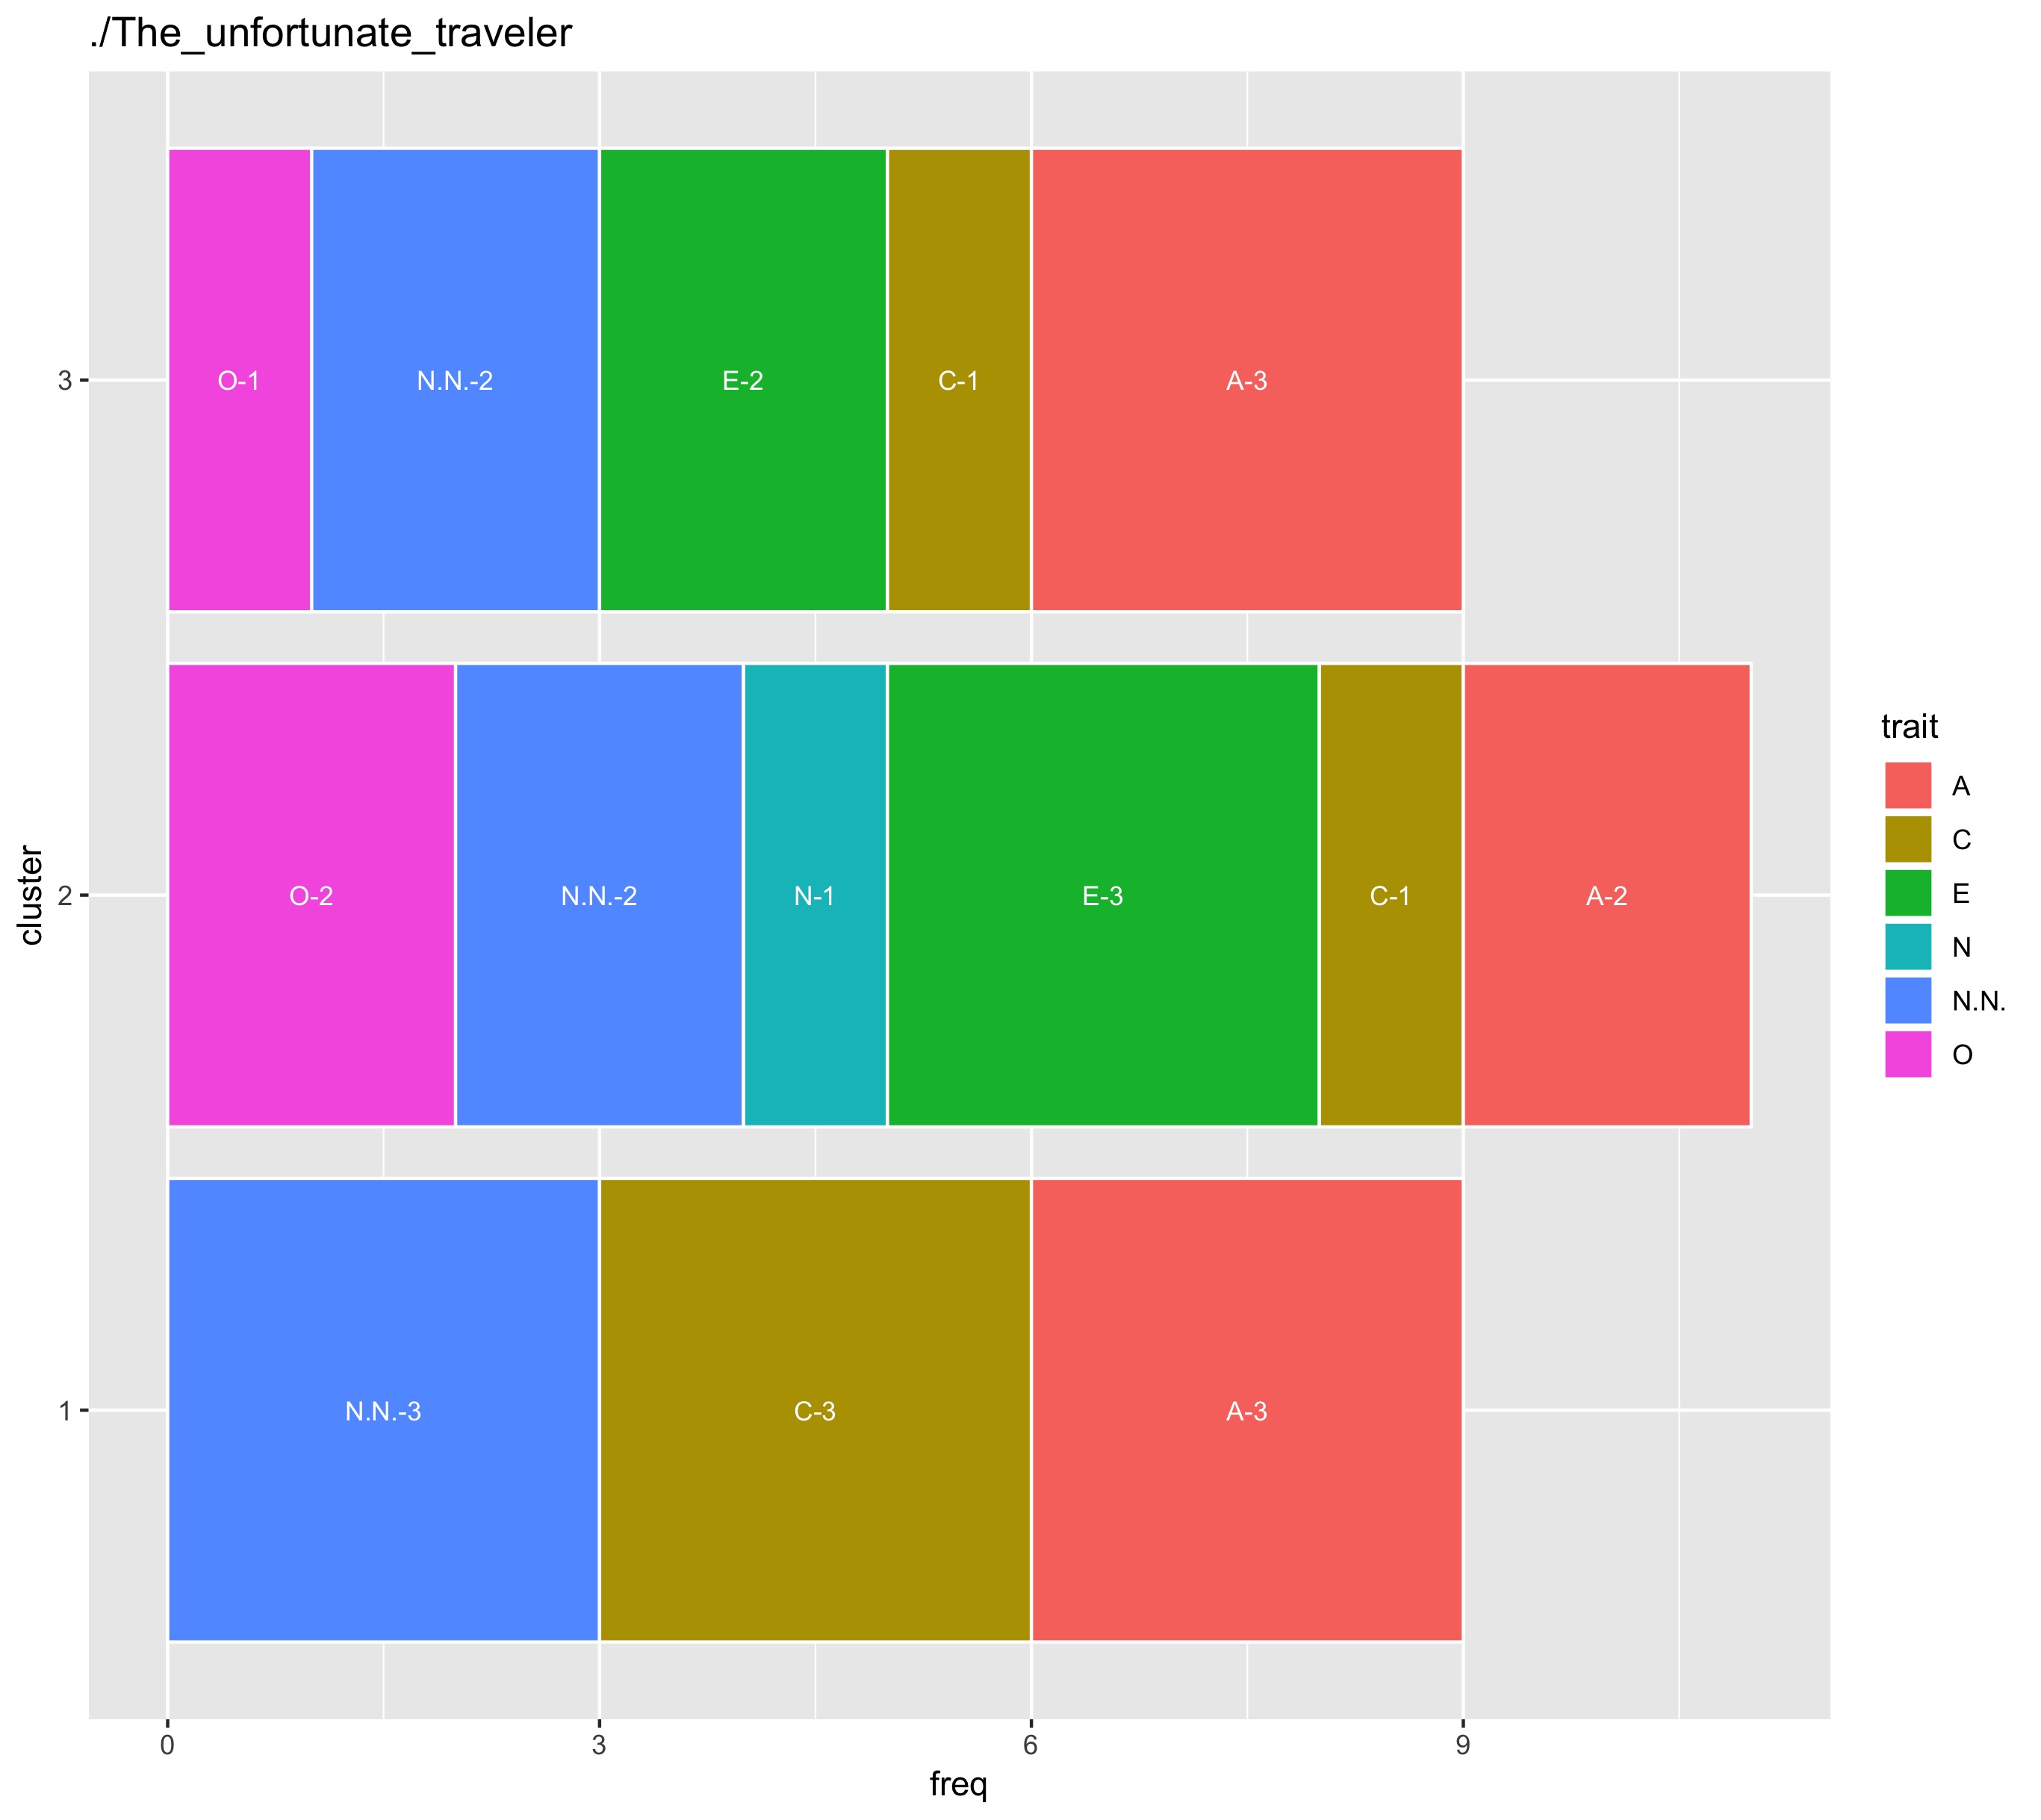 ./The_unfortunate_traveler
3
O-1 N.N.-2 E-2 C-1 A-3
2
O-2 N.N.-2 N-1 E-3 C-1 A-2
1
N.N.-3 C-3 A-3
cluster
0 3 6 9
freq
trait
A
C
E
N
N.N.
O